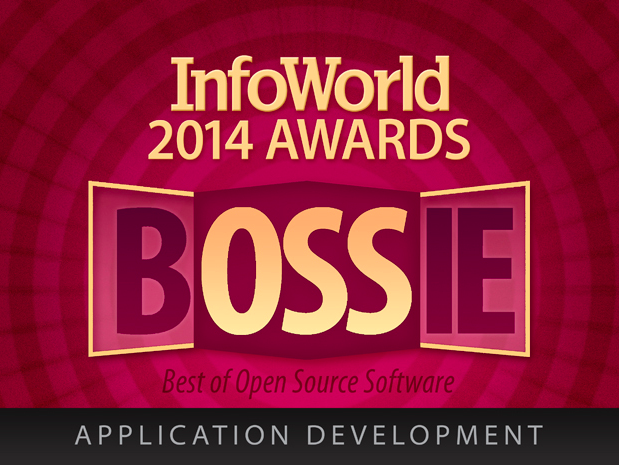 InfoWorld
2014 AWARDS
BOSSIE
Best of Open Source Software
APPLICATION DEVELOPMENT